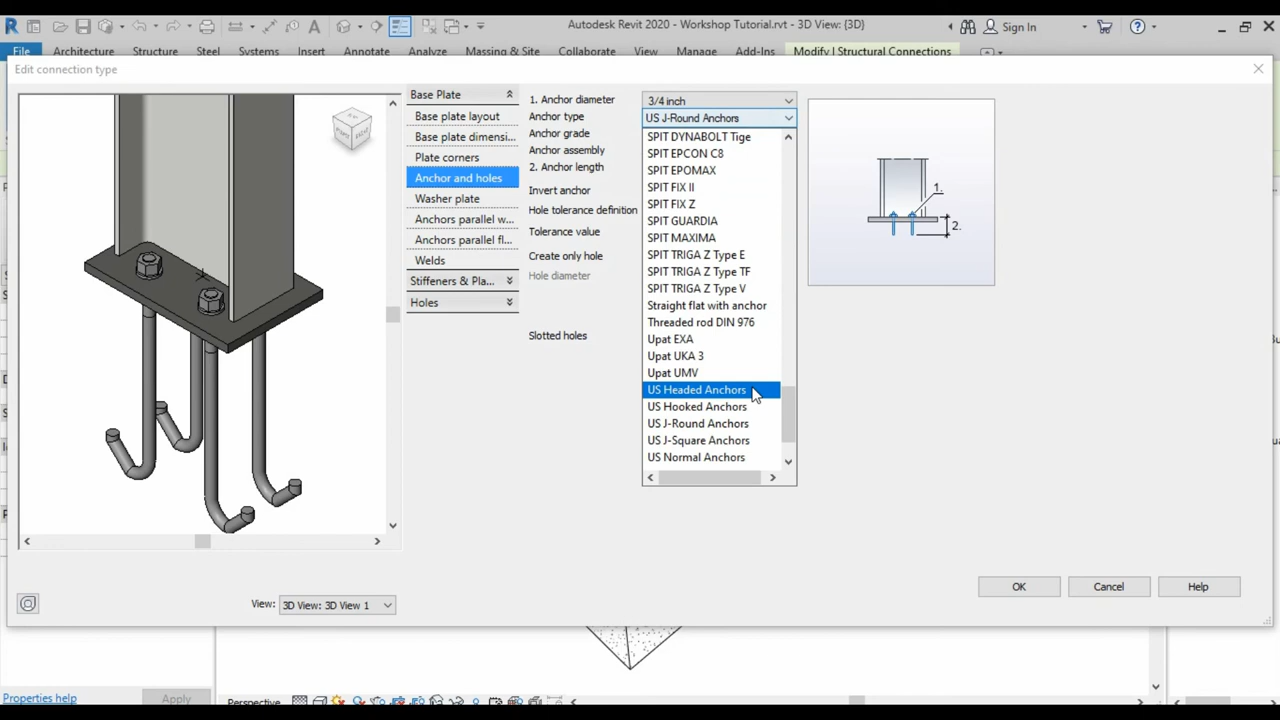 Autodesk Revit 2020 - Workshop Tutorial.rvt - 3D View: {3D}
Sign In
File Architecture Structure Steel Systems Insert Annotate Analyze Massing & Site Collaborate View Manage Add-Ins Modify | Structural Connections
Edit connection type
Base Plate
Base plate layout
Base plate dimensi...
Plate corners
Anchor and holes
Washer plate
Anchors parallel w...
Anchors parallel fl...
Welds
Stiffeners & Pla...
Holes
1. Anchor diameter
Anchor type
Anchor grade
Anchor assembly
2. Anchor length
Invert anchor
Hole tolerance definition
Tolerance value
Create only hole
Hole diameter
Slotted holes
3/4 inch
US J-Round Anchors
SPIT DYNABOLT Tige
SPIT EPCON C8
SPIT EPOMAX
SPIT FIX II
SPIT FIX Z
SPIT GUARDIA
SPIT MAXIMA
SPIT TRIGA Z Type E
SPIT TRIGA Z Type TF
SPIT TRIGA Z Type V
Straight flat with anchor
Threaded rod DIN 976
Upat EXA
Upat UKA 3
Upat UMV
US Headed Anchors
US Hooked Anchors
US J-Round Anchors
US J-Square Anchors
US Normal Anchors
1.
2.
OK Cancel Help
View: 3D View: 3D View 1
Properties help Apply
Perspective